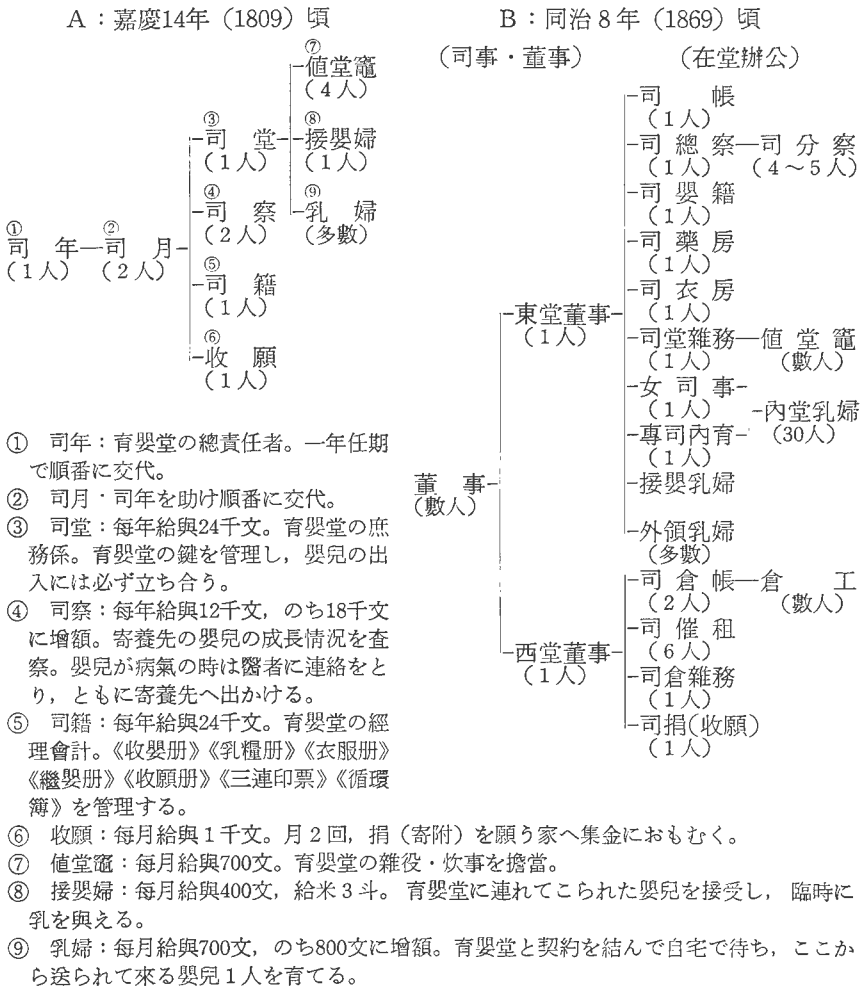 A：嘉慶14年（1809）頃
⑦
値堂竈
（4人）
③
司　堂
（1人）
⑧
接嬰婦
（1人）
④
司　察
（2人）
⑨
乳　婦
（多數）
①
司　年
（1人）
②
司　月
（2人）
⑤
司　籍
（1人）
⑥
收　願
（1人）
B：同治8年（1869）頃
（司事・董事）　　（在堂辦公）
司　帳
（1人）
司總察
（1人）
司分察
（4〜5人）
司嬰籍
（1人）
司藥房
（1人）
司衣房
（1人）
東堂董事
（1人）
司堂雜務
（1人）
値堂竈
（數人）
女司事
（1人）
內堂乳婦
（30人）
專司內育
（1人）
接嬰乳婦
董　事
（數人）
外領乳婦
（多數）
司倉帳
（2人）
倉　工
（數人）
西堂董事
（1人）
司催租
（6人）
司倉雜務
（1人）
司捐（收願）
（1人）
①　司年：育嬰堂の總責任者。一年任期
で順番に交代。
②　司月：司年を助け順番に交代。
③　司堂：每年給與24千文。育嬰堂の庶
務係。育嬰堂の鍵を管理し，嬰兒の出
入には必ず立ち合う。
④　司察：每年給與12千文，のち18千文
に增額。寄養先の嬰兒の成長情況を査
察。嬰兒が病氣の時は醫者に連絡をと
り，ともに寄養先へ出かける。
⑤　司籍：每年給與24千文。育嬰堂の經
理會計。《收嬰册》《乳糧册》《衣服册》
《繼嬰册》《收願册》《三連印票》《循環
簿》を管理する。
⑥　收願：每月給與1千文。月2回，捐（寄附）を願う家へ集金におもむく。
⑦　値堂竈：每月給與700文。育嬰堂の雜役・炊事を擔當。
⑧　接嬰婦：每月給與400文，給米3斗。育嬰堂に連れてこられた嬰兒を接受し，臨時に
乳を與える。
⑨　乳婦：每月給與700文，のち800文に增額。育嬰堂と契約を結んで自宅で待ち，ここか
ら送られて來る嬰兒1人を育てる。